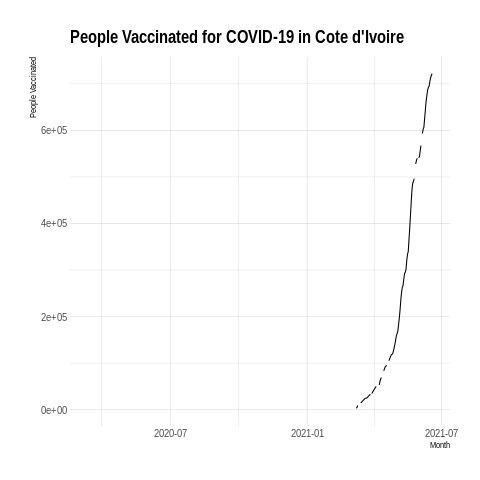 People Vaccinated for COVID-19 in Cote d'Ivoire
People Vaccinated
6e+05
4e+05
2e+05
0e+00
2020-07
2021-01
2021-07
Month